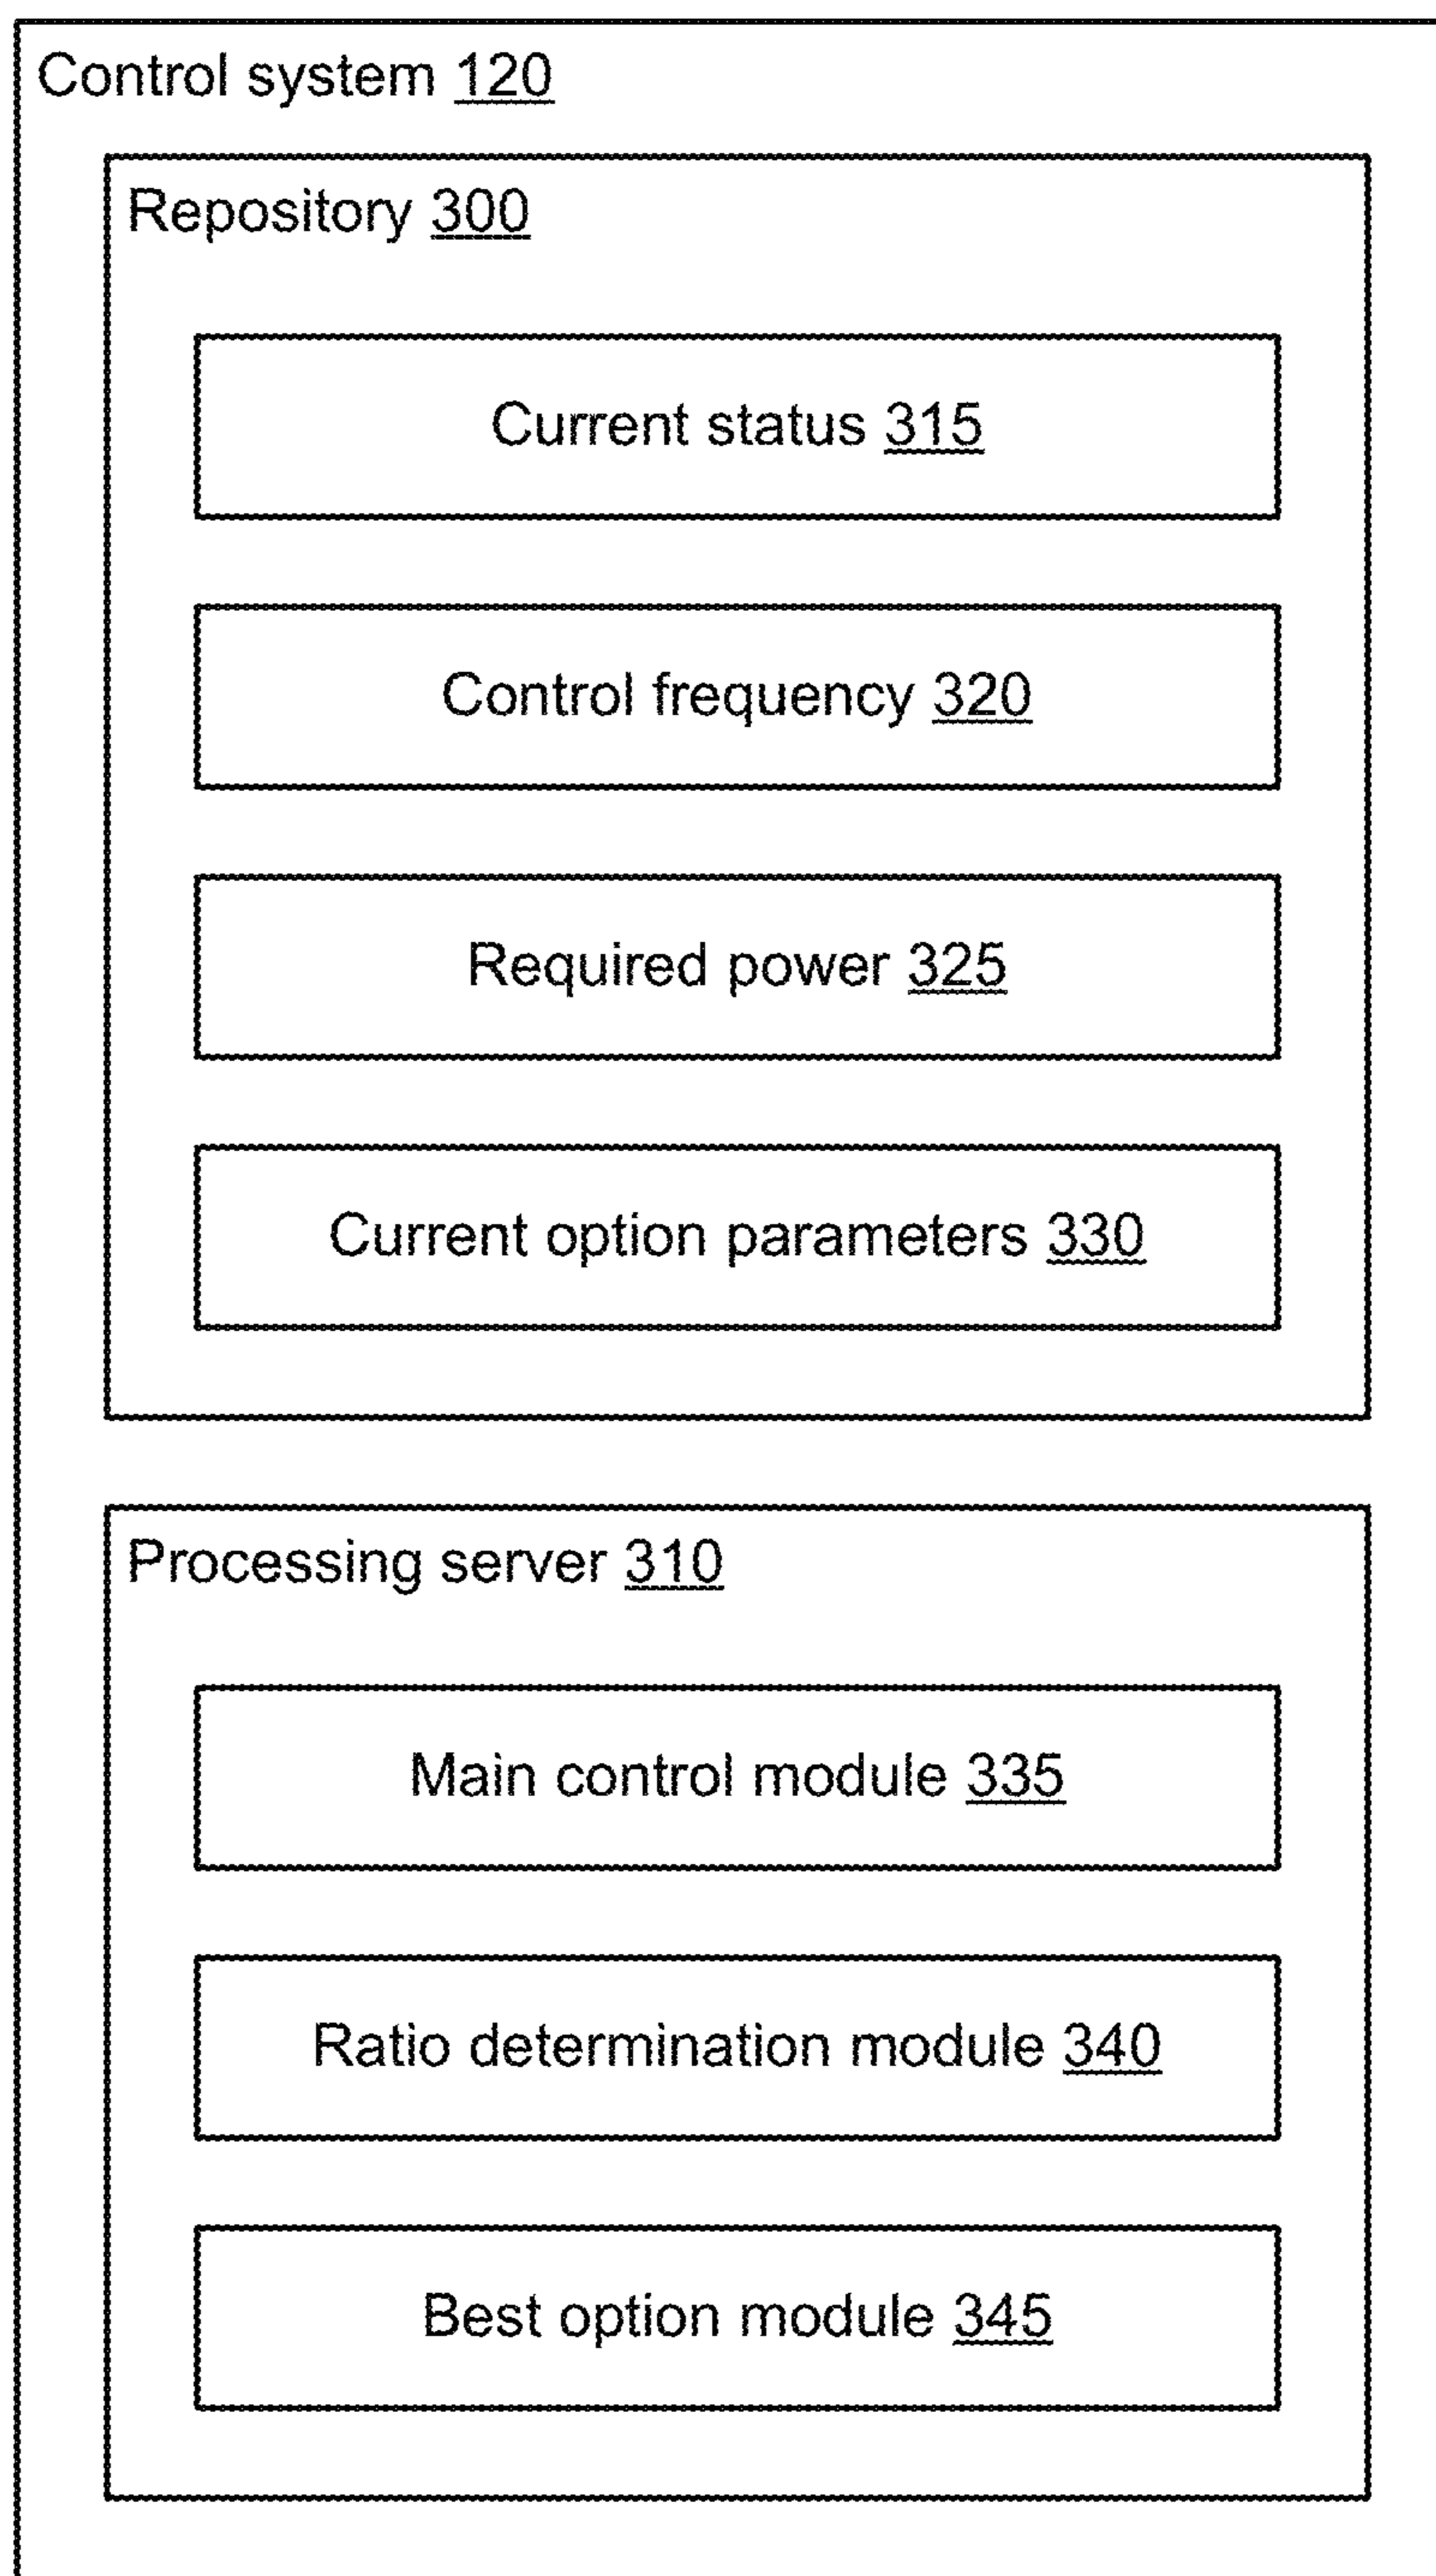 Control system 120
Repository 300
Current status 315
Control frequency 320
Required power 325
Current option parameters 330
Processing server 310
Main control module 335
Ratio determination module 340
Best option module 345